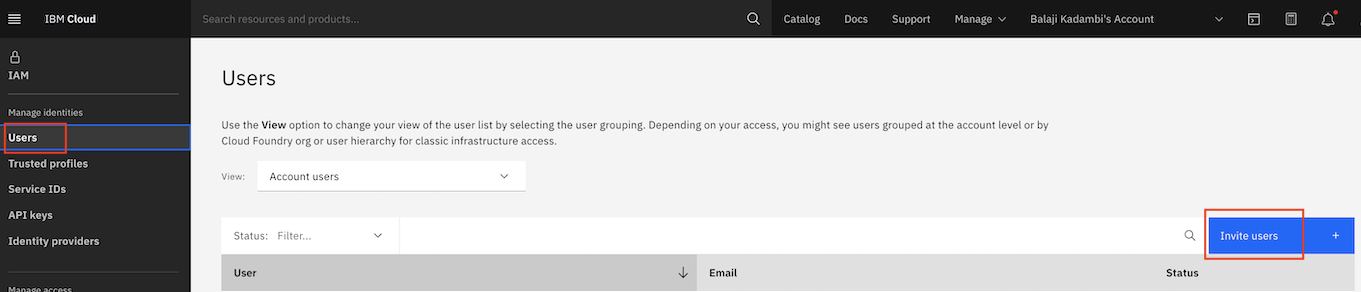 IBM Cloud
Search resources and products...
Catalog
Docs
Support
Manage
Balaji Kadambi's Account
IAM
Manage identities
Users
Trusted profiles
Service IDs
API keys
Identity providers
Manage access
Users
Use the View option to change your view of the user list by selecting the user grouping. Depending on your access, you might see users grouped at the account level or by
Cloud Foundry org or user hierarchy for classic infrastructure access.
View: Account users
Status: Filter...
Invite users +
User
Email
Status